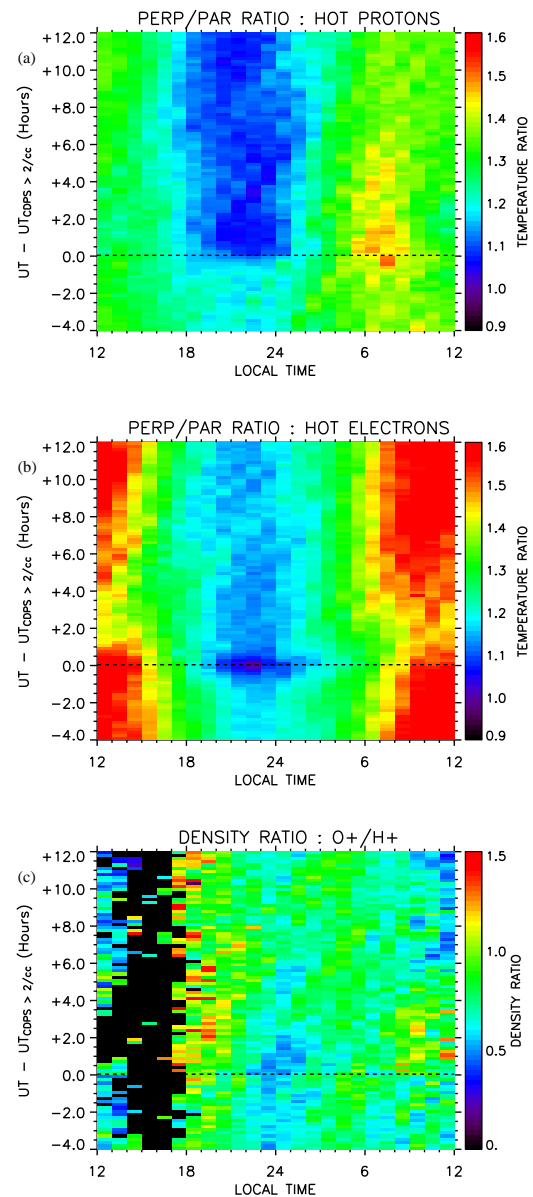 PERP/PAR RATIO : HOT PROTONS
(a)
+12.0
+10.0
+8.0
+6.0
+4.0
+2.0
0.0
−2.0
−4.0
UT − UTCDPS > 2/cc (Hours)
12 18 24 6 12
LOCAL TIME
1.6
1.5
1.4
1.3
1.2
1.1
1.0
0.9
TEMPERATURE RATIO
PERP/PAR RATIO : HOT ELECTRONS
(b)
+12.0
+10.0
+8.0
+6.0
+4.0
+2.0
0.0
−2.0
−4.0
UT − UTCDPS > 2/cc (Hours)
12 18 24 6 12
LOCAL TIME
1.6
1.5
1.4
1.3
1.2
1.1
1.0
0.9
TEMPERATURE RATIO
DENSITY RATIO : O+/H+
(c)
+12.0
+10.0
+8.0
+6.0
+4.0
+2.0
0.0
−2.0
−4.0
UT − UTCDPS > 2/cc (Hours)
12 18 24 6 12
LOCAL TIME
1.5
1.0
0.5
0.
DENSITY RATIO